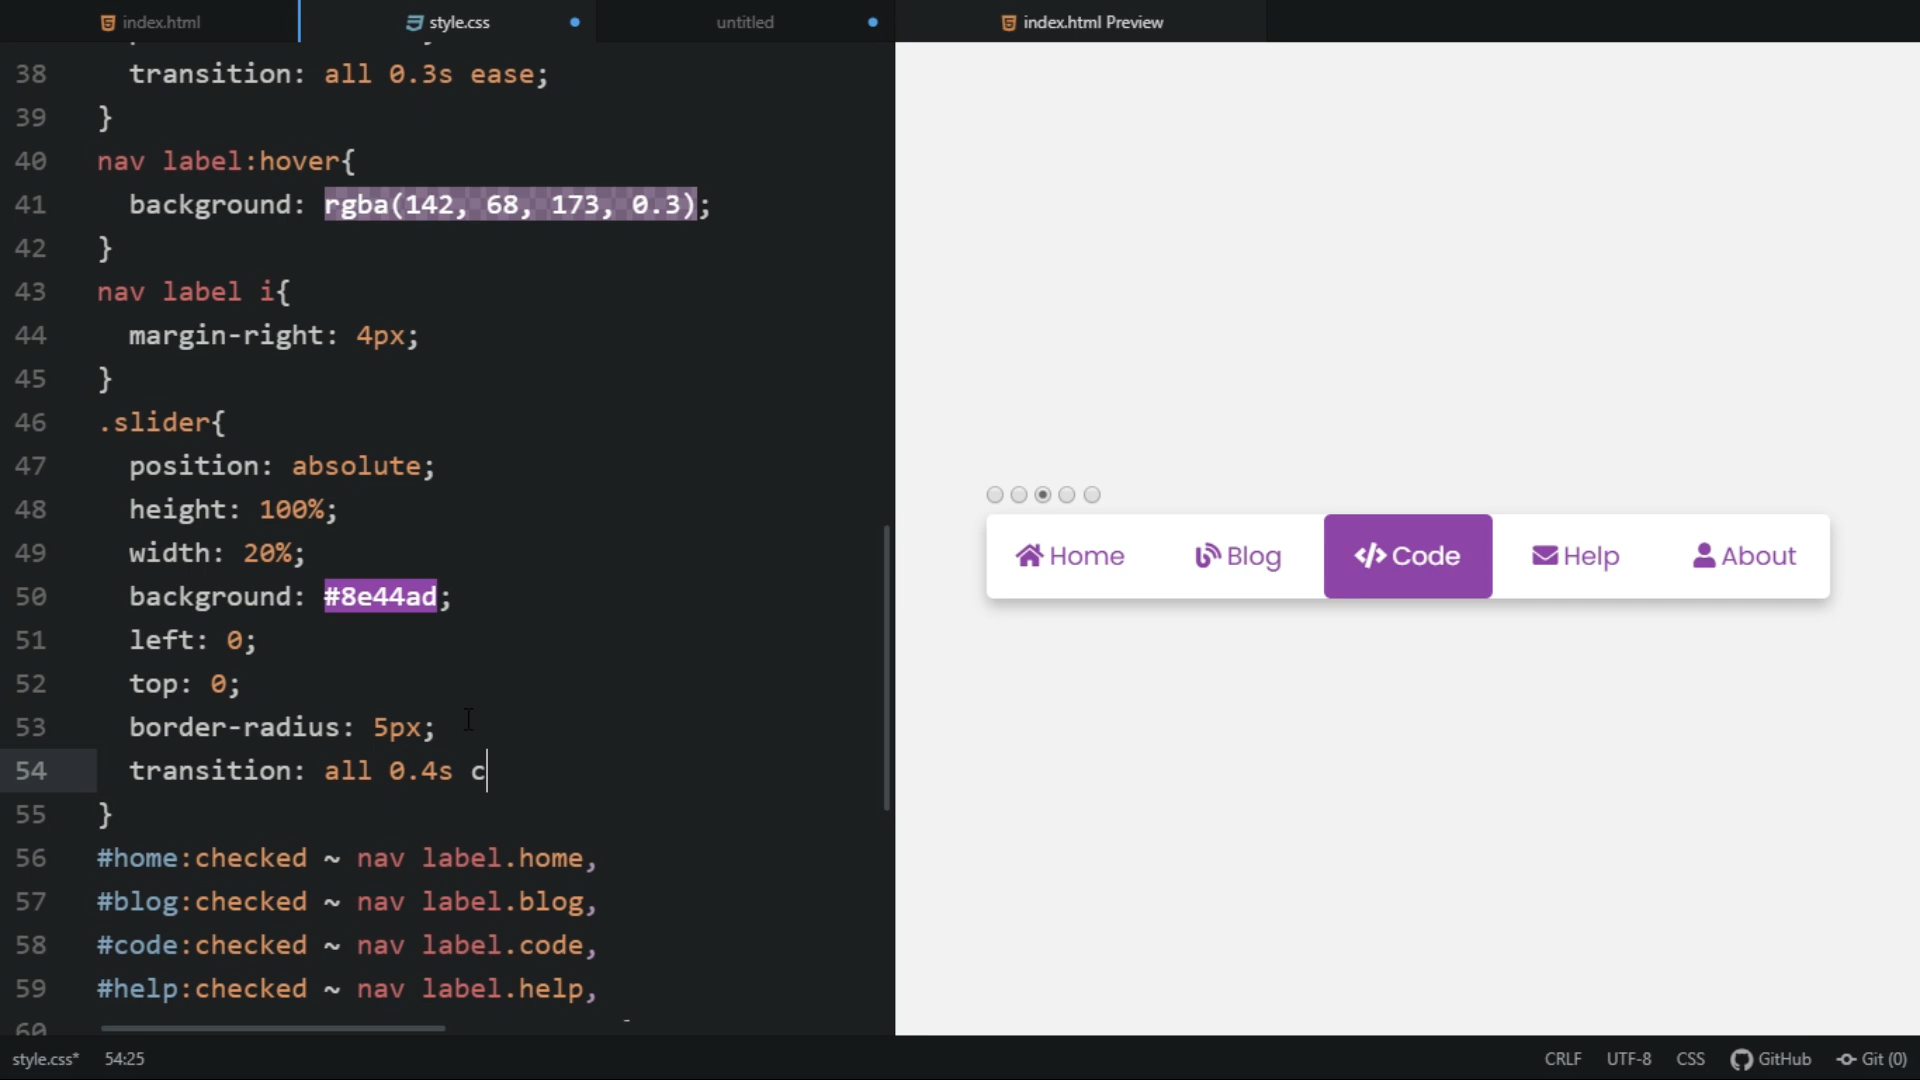 index.html
style.css
untitled
index.html Preview
38 transition: all 0.3s ease;
39 }
40 nav label:hover{
41 background: rgba(142, 68, 173, 0.3);
42 }
43 nav label i{
44 margin-right: 4px;
45 }
46 .slider{
47 position: absolute;
48 height: 100%;
49 width: 20%;
50 background: #8e44ad;
51 left: 0;
52 top: 0;
53 border-radius: 5px;
54 transition: all 0.4s c
55 }
56 #home:checked ~ nav label.home,
57 #blog:checked ~ nav label.blog,
58 #code:checked ~ nav label.code,
59 #help:checked ~ nav label.help,
60
Home Blog </> Code Help About
style.css* 54:25
CRLF UTF-8 CSS GitHub Git (0)